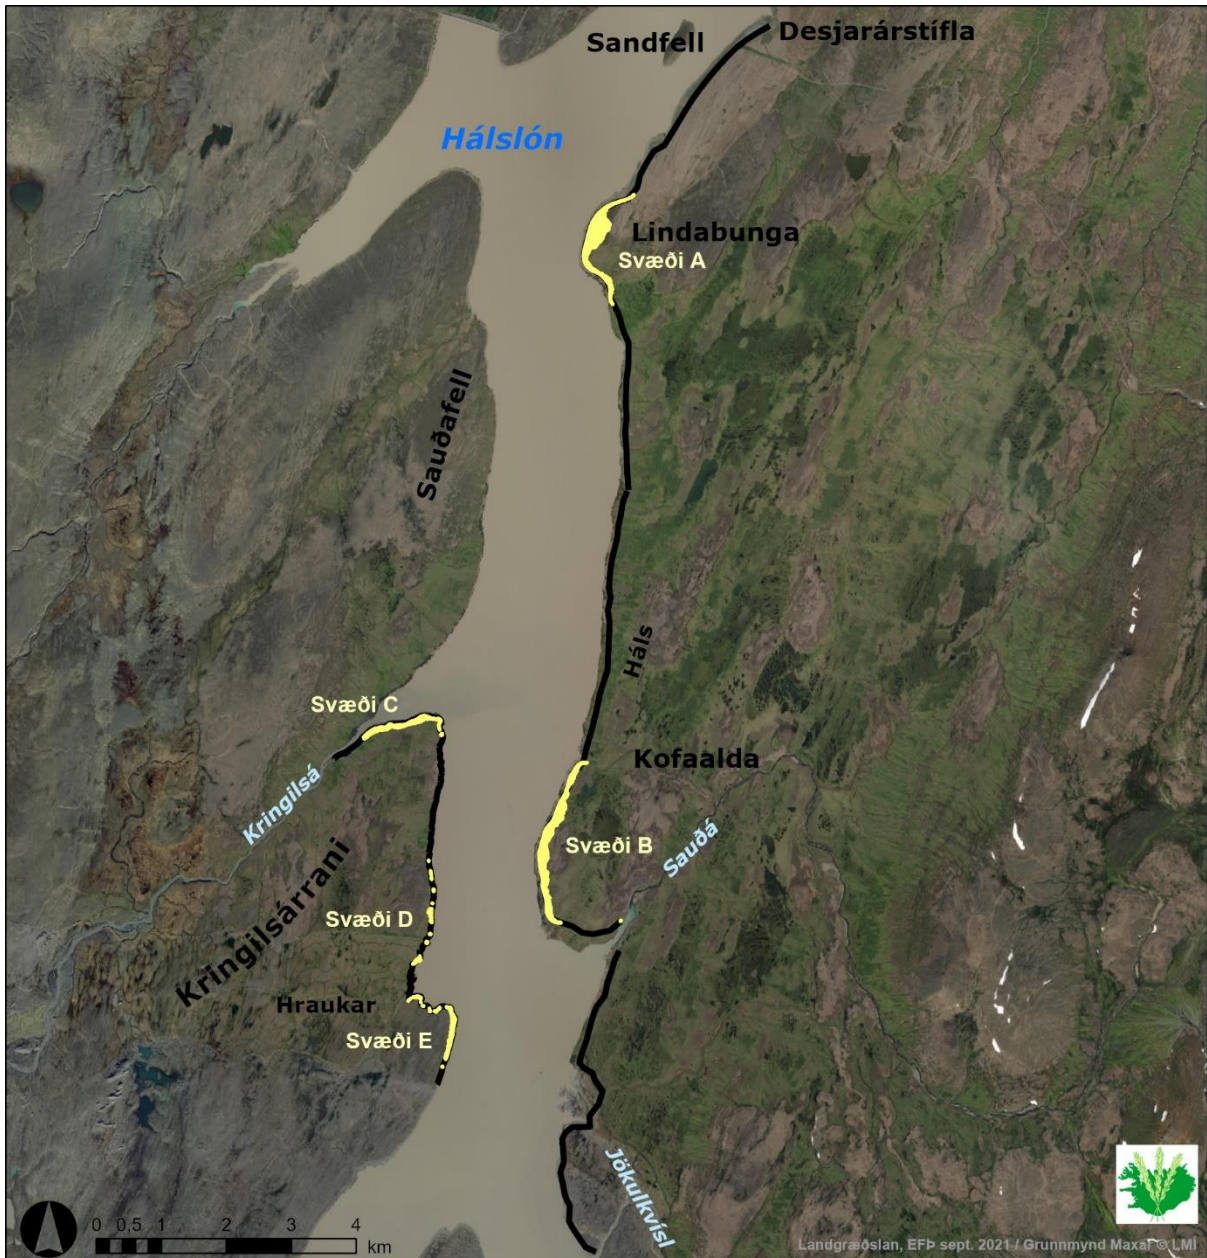 Sandfell
Desjarárstífla
Hálslón
Lindabunga
Svæði A
Sauðafell
Háls
Svæði C
Kofaalda
Kringilsá
Svæði B
Sauðá
Svæði D
Kringilsárrani
Hraukar
Svæði E
Jökulkvísl
0 0,5 1 2 3 4
km
Landgræðslan, EFÞ sept. 2021 / Grunnmynd Maxar © LMÍ